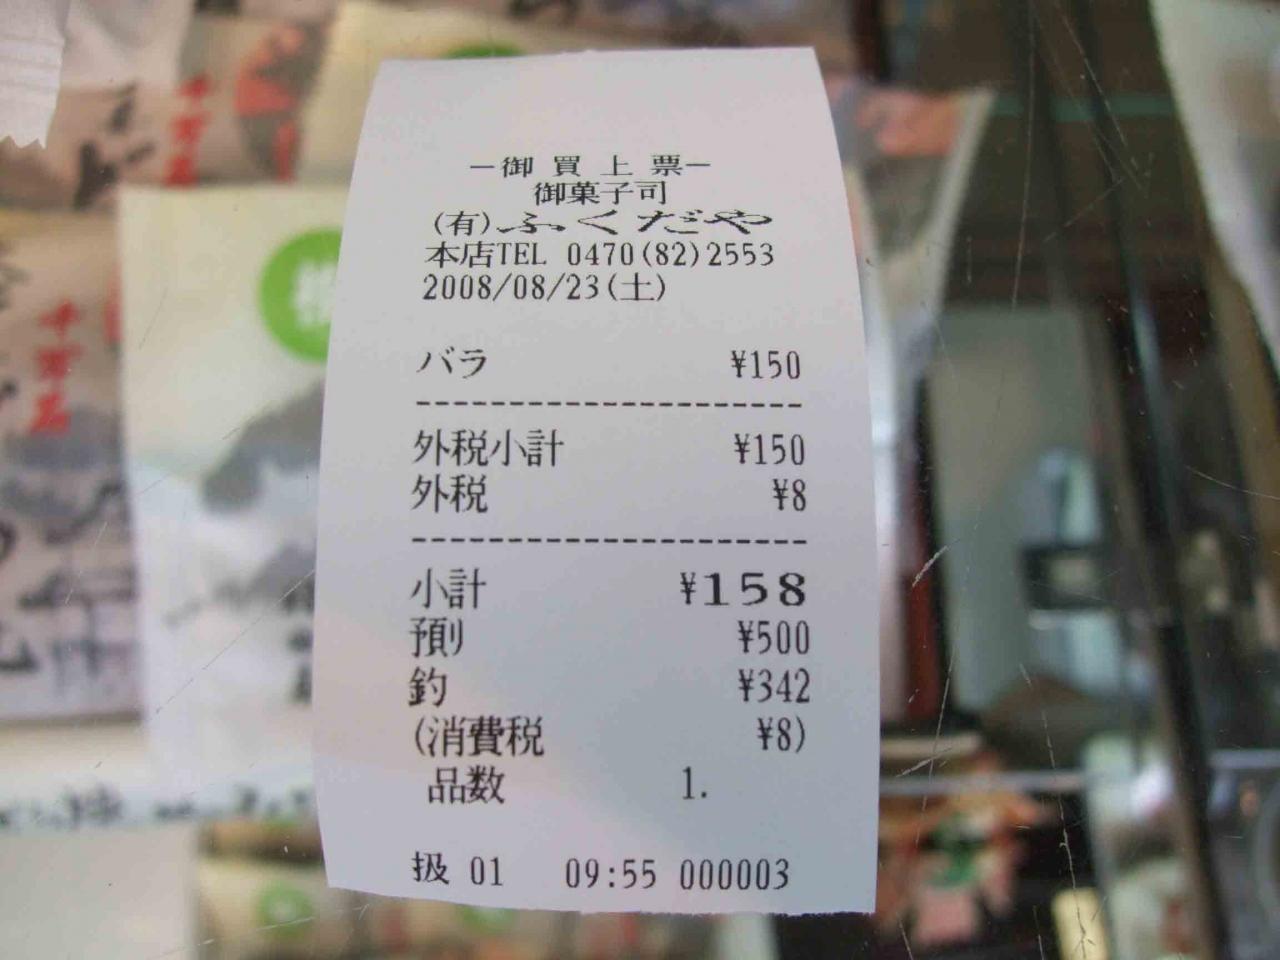 －御買上票－
御菓子司
(有)ふくだや
本店TEL 0470(82)2553
2008/08/23(土)
バラ ¥150
外税小計 ¥150
外税 ¥8
小計 ¥158
預り ¥500
釣 ¥342
(消費税 ¥8)
品数 1.
扱 01 09:55 000003